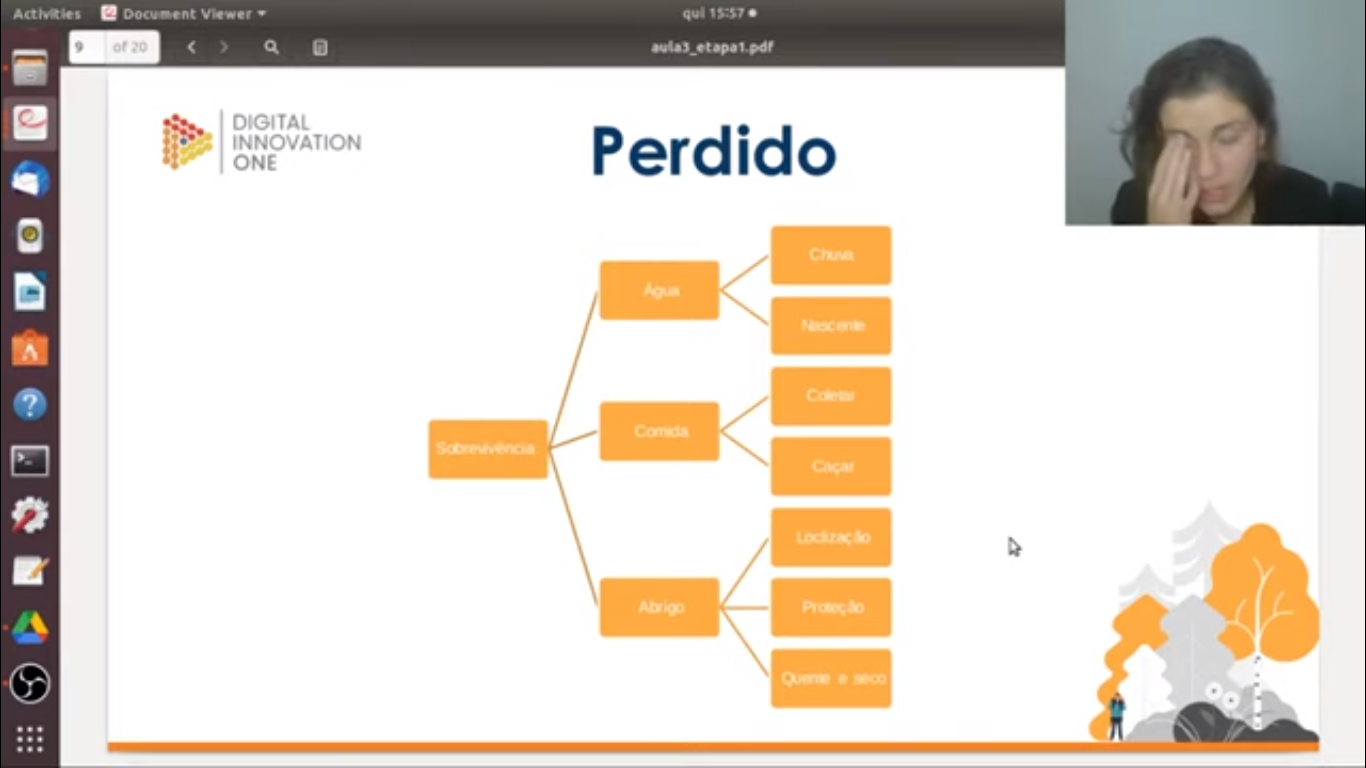 Activities Document Viewer qui 15:57
9 of 20 aula3_etapa1.pdf
DIGITAL
INNOVATION
ONE
Perdido
Sobrevivência
Água
Chuva
Nascente
Comida
Coletar
Caçar
Abrigo
Loclização
Proteção
Quente e seco